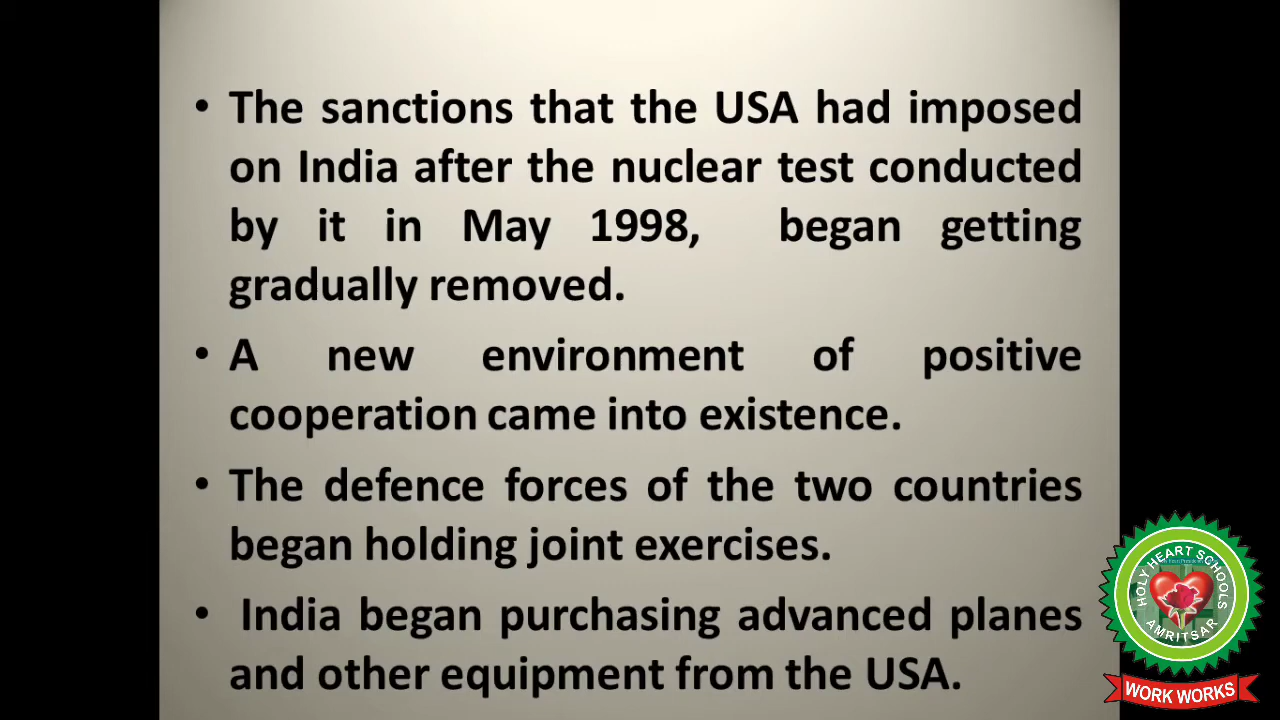 • The sanctions that the USA had imposed
on India after the nuclear test conducted
by it in May 1998, began getting
gradually removed.
• A new environment of positive
cooperation came into existence.
• The defence forces of the two countries
began holding joint exercises.
• India began purchasing advanced planes
and other equipment from the USA.
HOLY HEART SCHOOLS
AMRITSAR
WORK WORKS